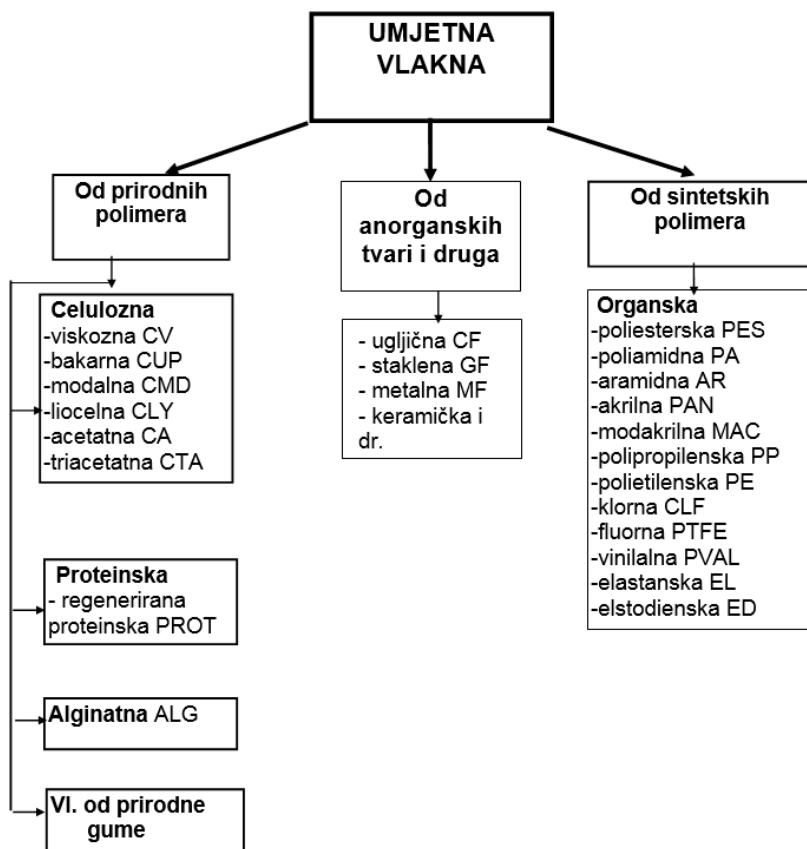 UMJETNA
VLAKNA
Od prirodnih
polimera
Od
anorganskih
tvari i druga
Od sintetskih
polimera
Celulozna
-viskozna CV
-bakarna CUP
-modalna CMD
-liocelna CLY
-acetatna CA
-triacetatna CTA
- ugljična CF
- staklena GF
- metalna MF
- keramička i
dr.
Organska
-poliesterska PES
-poliamidna PA
-aramidna AR
-akrilna PAN
-modakrilna MAC
-polipropilenska PP
-polietilenska PE
-klorna CLF
-fluorna PTFE
-vinilalna PVAL
-elastanska EL
-elstodienska ED
Proteinska
- regenerirana
proteinska PROT
Alginatna ALG
Vl. od prirodne
gume